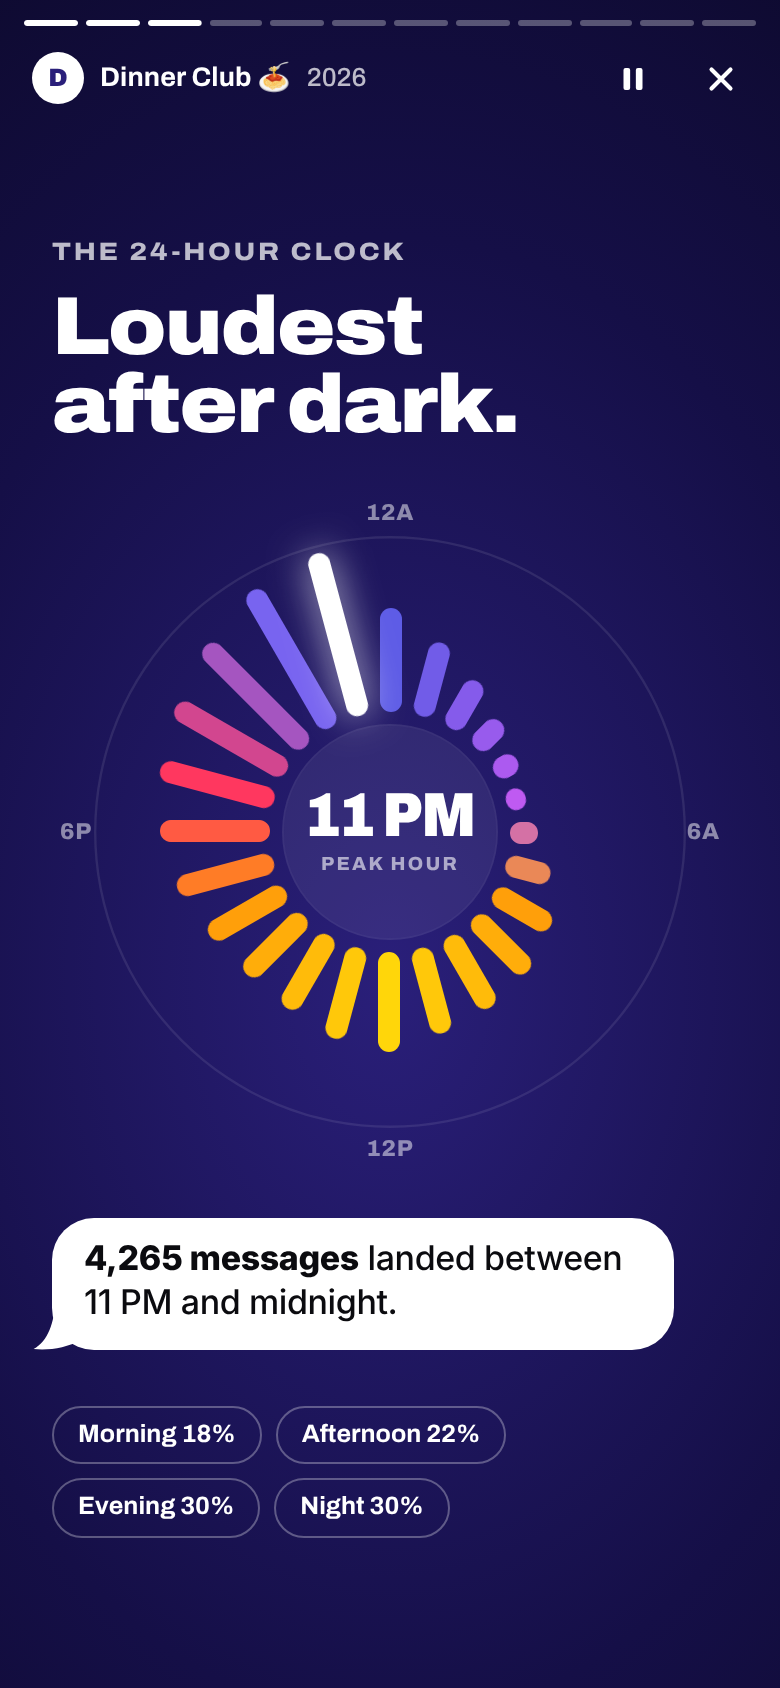 D Dinner Club 🍝 2026
THE 24-HOUR CLOCK
Loudest
after dark.
12A
11 PM
6P
6A
PEAK HOUR
12P
4,265 messages landed between
11 PM and midnight.
Morning 18% Afternoon 22%
Evening 30% Night 30%